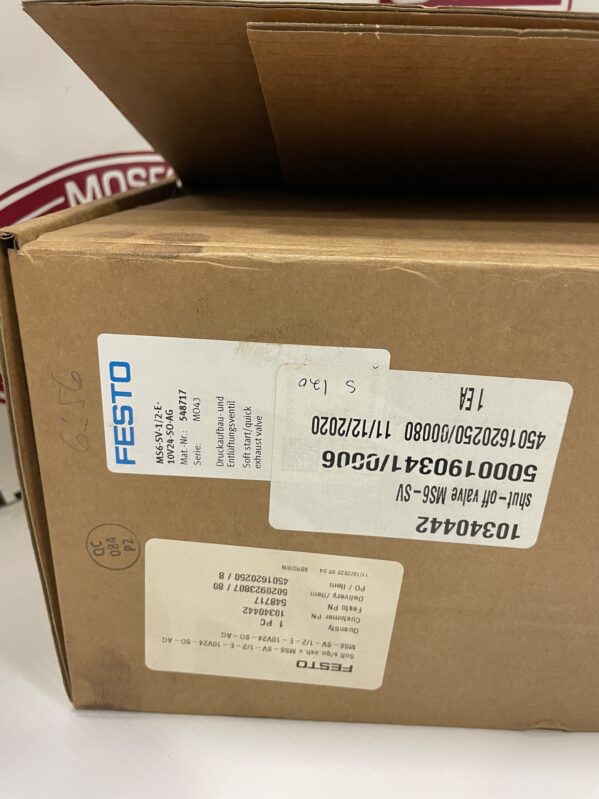 MOSE
FESTO
MS6-SV-1/2-E-
10V24-SO-AG
Mat.-Nr.: 548717
Serie: MO43
Druckaufbau- und
Entlüftungsventil
Soft start/quick
exhaust valve
10340442
shut-off valve MS6-SV
5000190341/0006
4501620250/00080 11/12/2020
1 EA
S 120
QC
084
P2
FESTO
Soft s/qu.exh.v MS6-SV-1/2-E-10V24-SO-AG
MS6-SV-1/2-E-10V24-SO-AG
Quantity 1 PC
Customer PN 10340442
Festo PN 548717
Delivery/Item 5020923807 / 80
PO / Item 4501620250 / 8
ABROWN